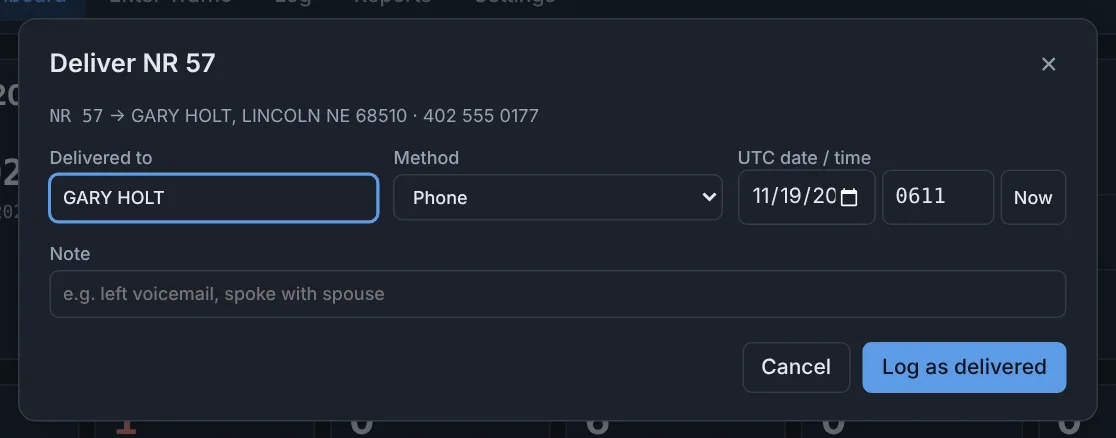 Deliver NR 57
×
NR 57 → GARY HOLT, LINCOLN NE 68510 · 402 555 0177
Delivered to
Method
UTC date / time
GARY HOLT
Phone
11/19/20
0611
Now
Note
e.g. left voicemail, spoke with spouse
Cancel
Log as delivered